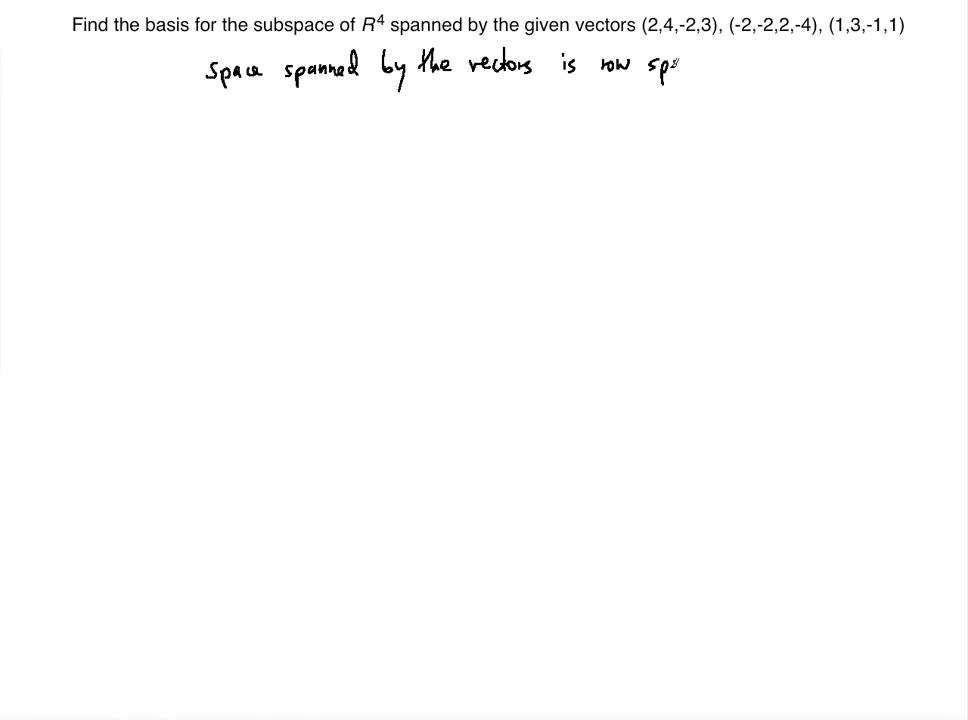 Find the basis for the subspace of R⁴ spanned by the given vectors (2,4,-2,3), (-2,-2,2,-4), (1,3,-1,1)
Space spanned by the vectors is row